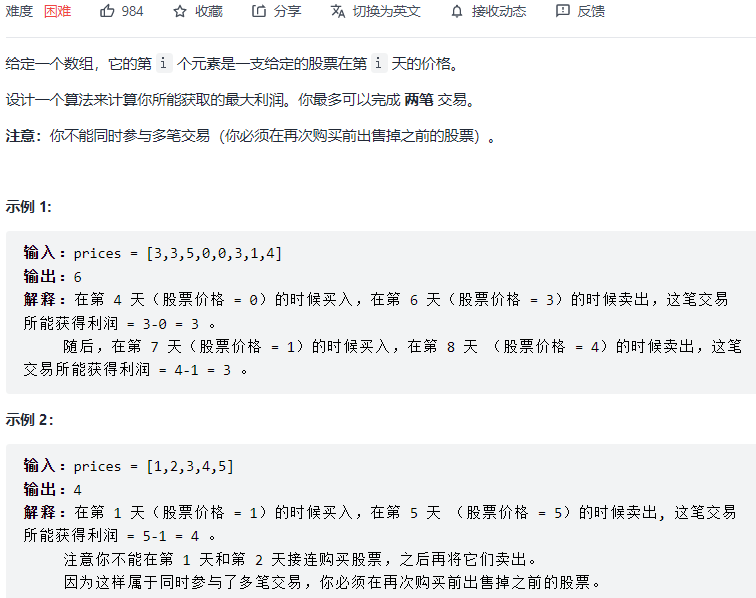 难度 困难 984 收藏 分享 切换为英文 接收动态 反馈
给定一个数组，它的第 i 个元素是一支给定的股票在第 i 天的价格。
设计一个算法来计算你所能获取的最大利润。你最多可以完成 两笔 交易。
注意：你不能同时参与多笔交易（你必须在再次购买前出售掉之前的股票）。
示例 1:
输入：prices = [3,3,5,0,0,3,1,4]
输出：6
解释：在第 4 天（股票价格 = 0）的时候买入，在第 6 天（股票价格 = 3）的时候卖出，这笔交易
所能获得利润 = 3-0 = 3 。
随后，在第 7 天（股票价格 = 1）的时候买入，在第 8 天 （股票价格 = 4）的时候卖出，这笔
交易所能获得利润 = 4-1 = 3 。
示例 2：
输入：prices = [1,2,3,4,5]
输出：4
解释：在第 1 天（股票价格 = 1）的时候买入，在第 5 天 （股票价格 = 5）的时候卖出, 这笔交易
所能获得利润 = 5-1 = 4 。
注意你不能在第 1 天和第 2 天接连购买股票，之后再将它们卖出。
因为这样属于同时参与了多笔交易，你必须在再次购买前出售掉之前的股票。